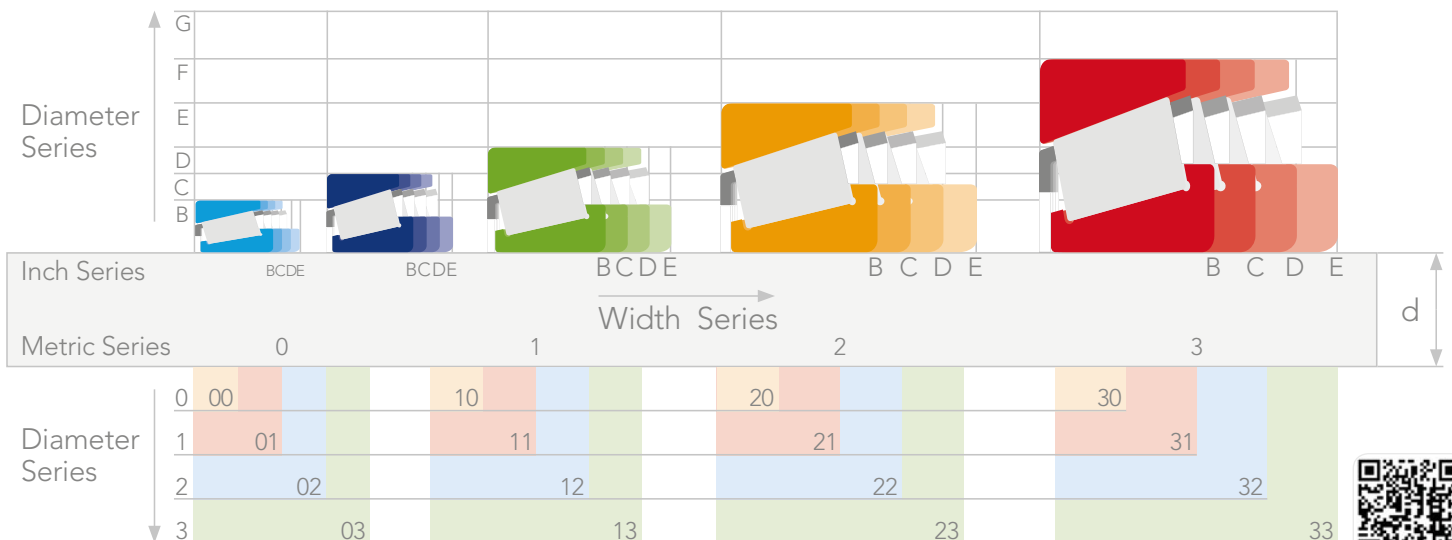 G
F
Diameter
Series
E
D
C
B
Inch Series BCDE BCDE B C D E B C D E B C D E
Width Series
d
Metric Series 0 1 2 3
0 00 10 20 30
Diameter
Series
1 01 11 21 31
2 02 12 22 32
3 03 13 23 33